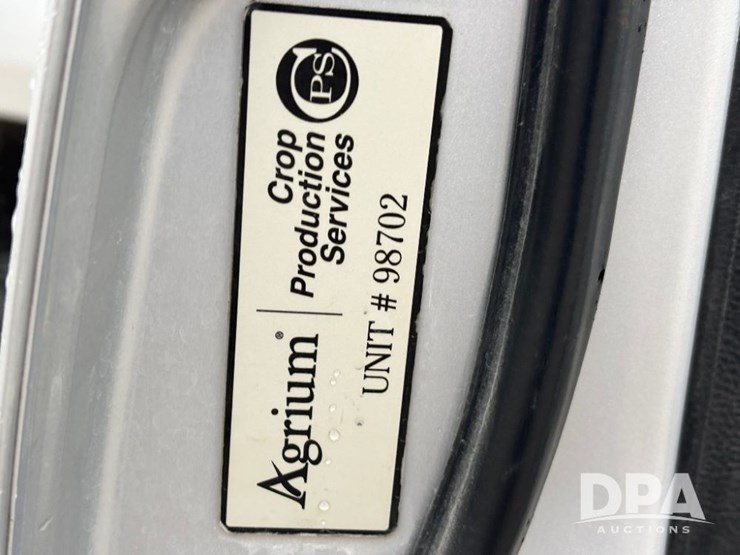 Agrium®
Crop
Production
Services
CPS
UNIT # 98702
DPA
AUCTIONS